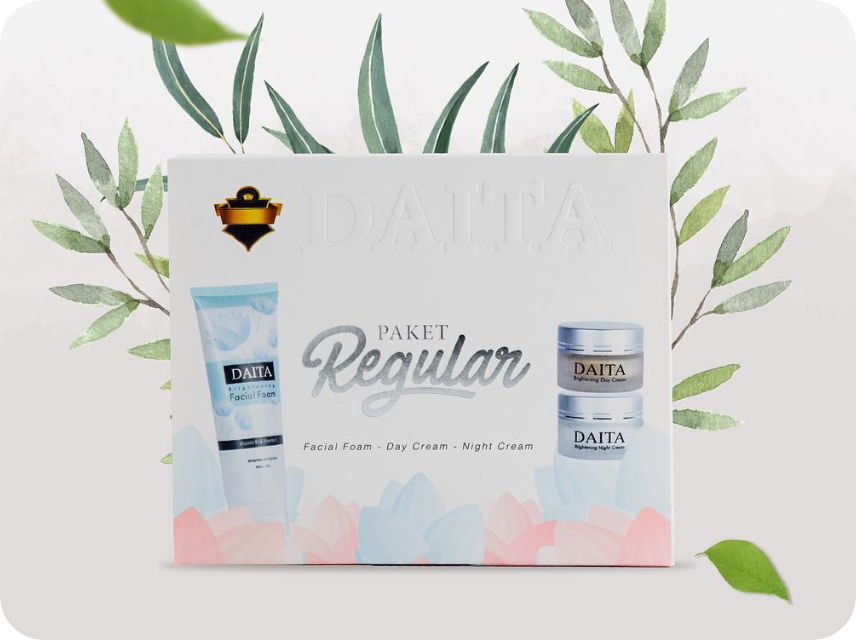 DAITA
PAKET
Regular
Facial Foam - Day Cream - Night Cream
DAITA
Brightening
Facial Foam
DAITA
Brightening Day Cream
DAITA
Brightening Night Cream